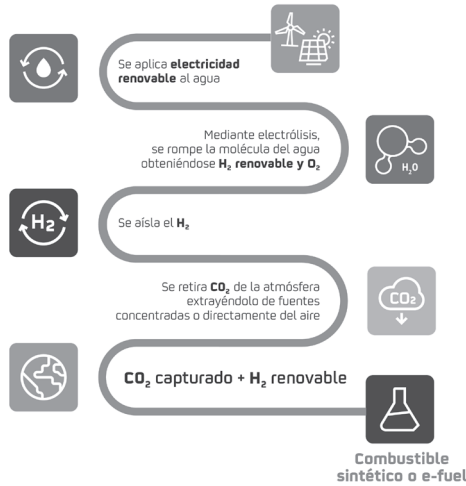 Se aplica electricidad
renovable al agua
Mediante electrólisis,
se rompe la molécula del agua
obteniéndose H₂ renovable y O₂
H₂O
H₂
Se aísla el H₂
Se retira CO₂ de la atmósfera
extrayéndolo de fuentes
concentradas o directamente del aire
CO₂
CO₂ capturado + H₂ renovable
Combustible
sintético o e-fuel